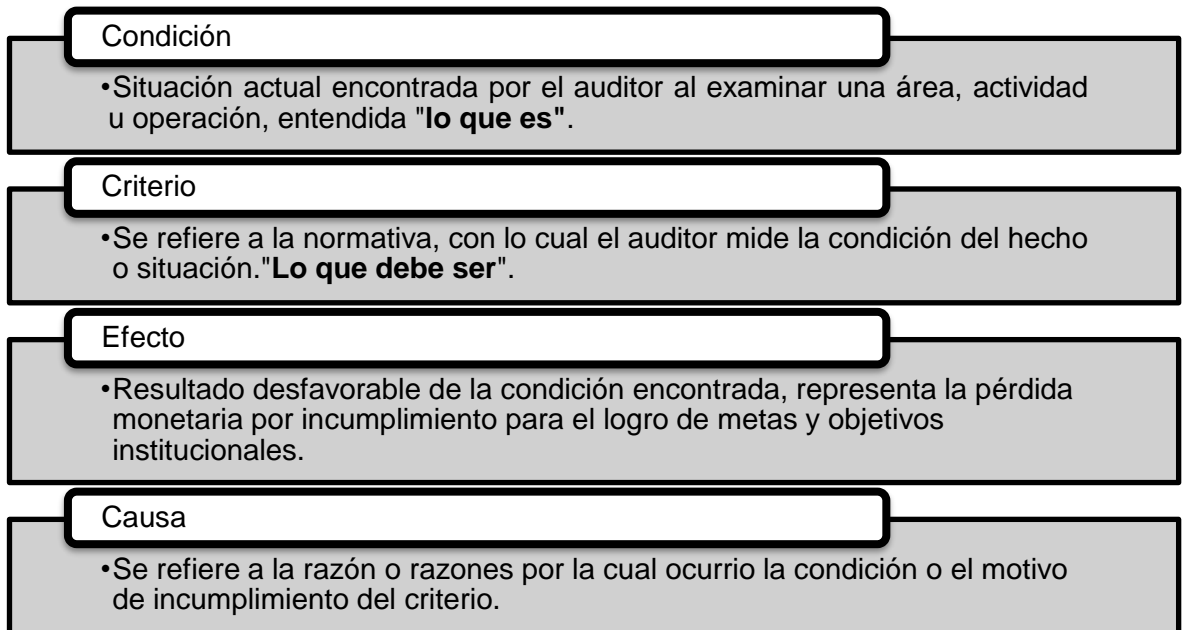 Condición
•Situación actual encontrada por el auditor al examinar una área, actividad
u operación, entendida "lo que es".
Criterio
•Se refiere a la normativa, con lo cual el auditor mide la condición del hecho
o situación."Lo que debe ser".
Efecto
•Resultado desfavorable de la condición encontrada, representa la pérdida
monetaria por incumplimiento para el logro de metas y objetivos
institucionales.
Causa
•Se refiere a la razón o razones por la cual ocurrio la condición o el motivo
de incumplimiento del criterio.